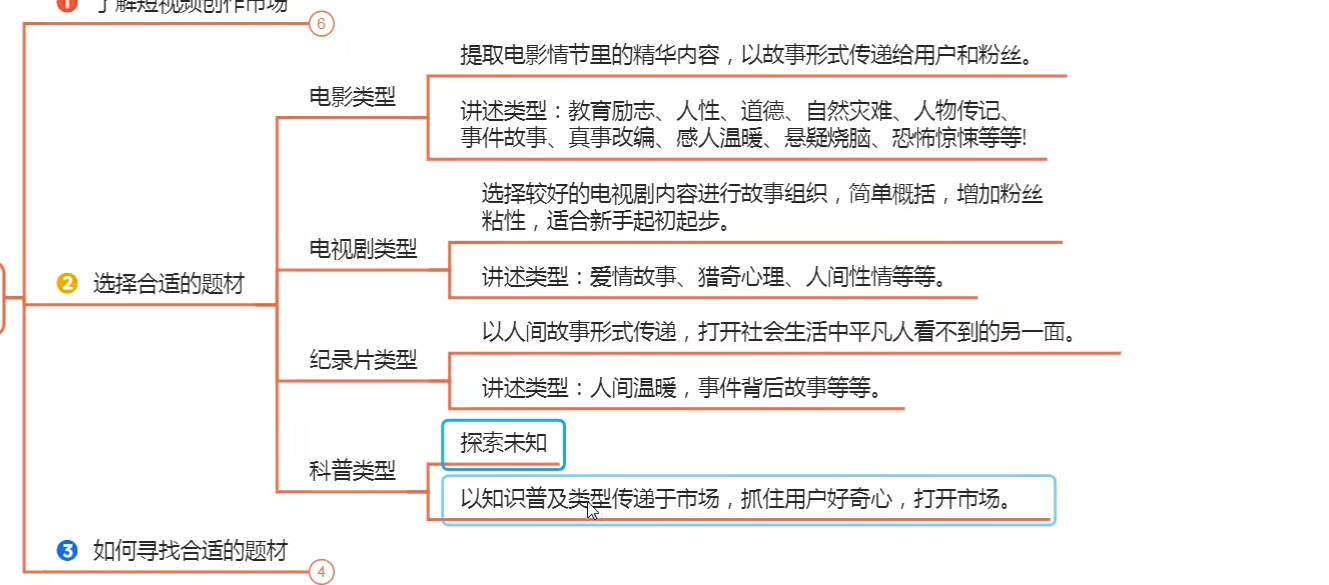 1 了解短视频创作市场
6
提取电影情节里的精华内容，以故事形式传递给用户和粉丝。
电影类型
讲述类型：教育励志、人性、道德、自然灾难、人物传记、
事件故事、真事改编、感人温暖、悬疑烧脑、恐怖惊悚等等!
选择较好的电视剧内容进行故事组织，简单概括，增加粉丝
粘性，适合新手起初起步。
电视剧类型
讲述类型：爱情故事、猎奇心理、人间性情等等。
2 选择合适的题材
以人间故事形式传递，打开社会生活中平凡人看不到的另一面。
纪录片类型
讲述类型：人间温暖，事件背后故事等等。
探索未知
科普类型
以知识普及类型传递于市场，抓住用户好奇心，打开市场。
3 如何寻找合适的题材
4